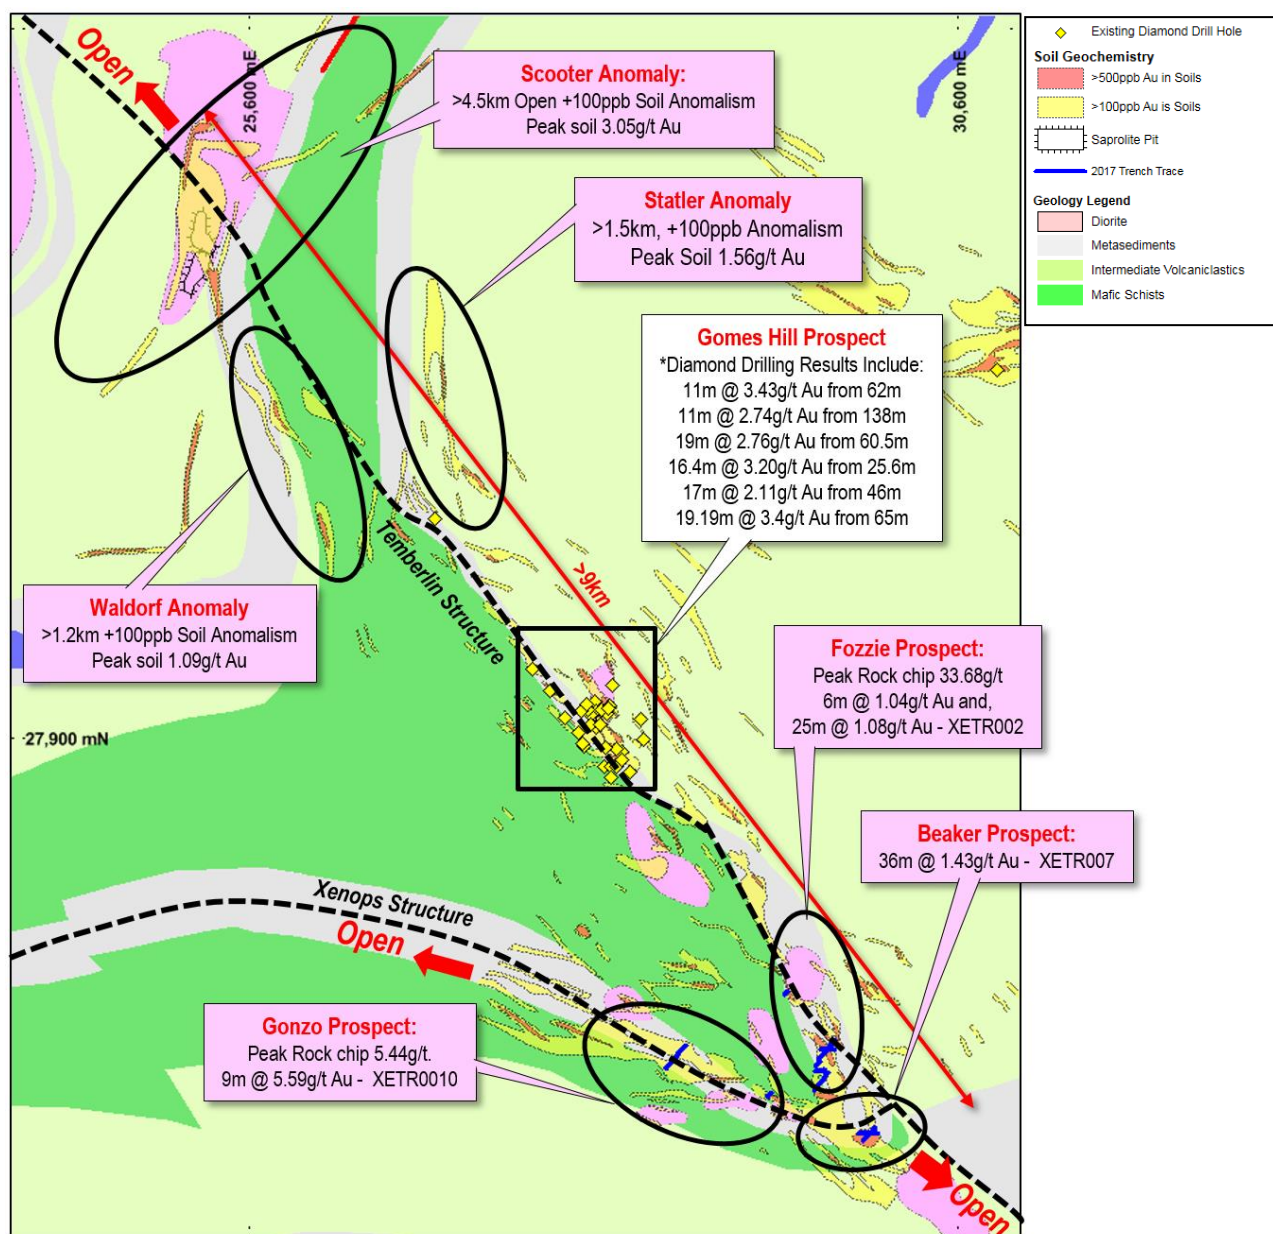 Open
25,600 mE
30,600 mE
Scooter Anomaly:
>4.5km Open +100ppb Soil Anomalism
Peak soil 3.05g/t Au
Statler Anomaly
>1.5km, +100ppb Anomalism
Peak Soil 1.56g/t Au
Gomes Hill Prospect
*Diamond Drilling Results Include:
11m @ 3.43g/t Au from 62m
11m @ 2.74g/t Au from 138m
19m @ 2.76g/t Au from 60.5m
16.4m @ 3.20g/t Au from 25.6m
17m @ 2.11g/t Au from 46m
19.19m @ 3.4g/t Au from 65m
Temberlin Structure
>9km
Waldorf Anomaly
>1.2km +100ppb Soil Anomalism
Peak soil 1.09g/t Au
Fozzie Prospect:
Peak Rock chip 33.68g/t
6m @ 1.04g/t Au and,
25m @ 1.08g/t Au - XETR002
27,900 mN
Beaker Prospect:
36m @ 1.43g/t Au - XETR007
Xenops Structure
Open
Gonzo Prospect:
Peak Rock chip 5.44g/t.
9m @ 5.59g/t Au - XETR0010
Open
Existing Diamond Drill Hole
Soil Geochemistry
>500ppb Au in Soils
>100ppb Au is Soils
Saprolite Pit
2017 Trench Trace
Geology Legend
Diorite
Metasediments
Intermediate Volcaniclastics
Mafic Schists